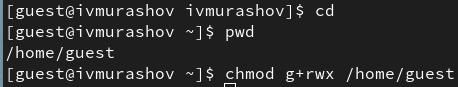 [guest@ivmurashov ivmurashov]$ cd
[guest@ivmurashov ~]$ pwd
/home/guest
[guest@ivmurashov ~]$ chmod g+rwx /home/guest